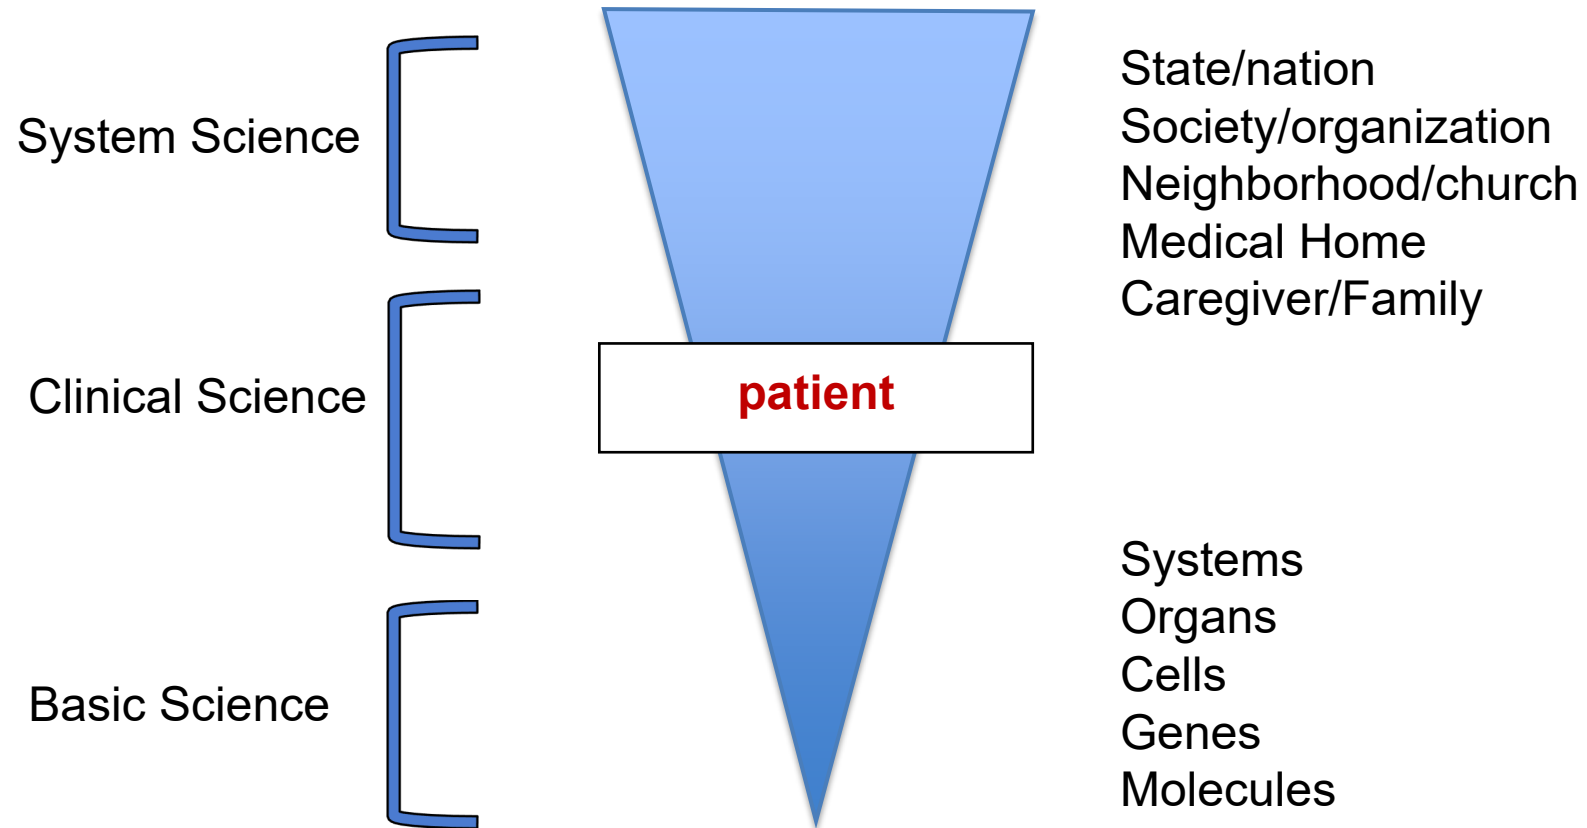 System Science
Clinical Science
Basic Science
patient
State/nation
Society/organization
Neighborhood/church
Medical Home
Caregiver/Family
Systems
Organs
Cells
Genes
Molecules